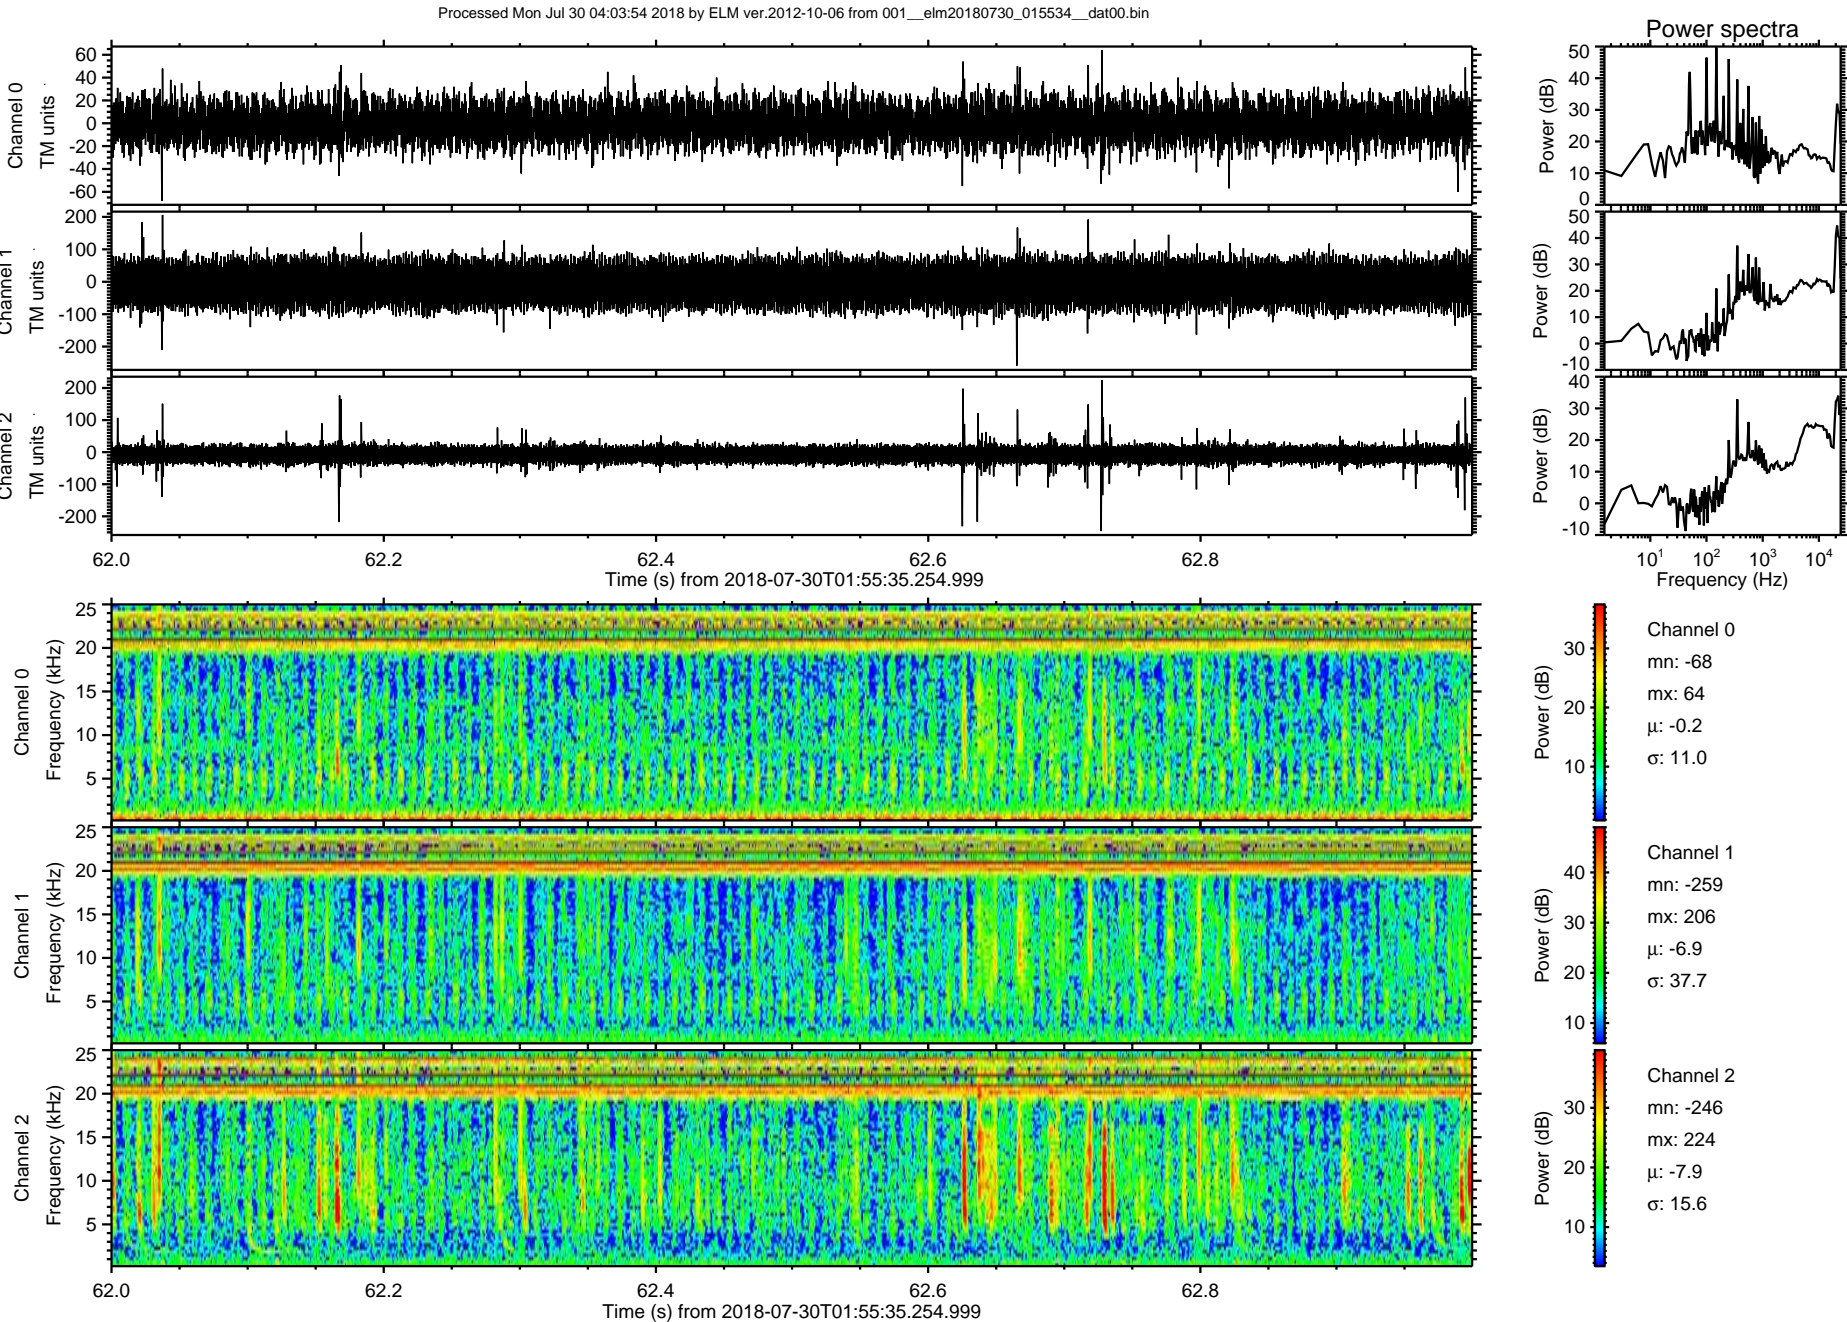 Processed Mon Jul 30 04:03:54 2018 by ELM ver.2012-10-06 from 001__elm20180730_015534__dat00.bin
Power spectra
Channel 0
TM units
60
40
20
0
-20
-40
-60
Power (dB)
50
40
30
20
10
0
Channel 1
TM units
200
100
0
-100
-200
Power (dB)
50
40
30
20
10
0
-10
Channel 2
TM units
200
100
0
-100
-200
Power (dB)
40
30
20
10
0
-10
62.0 62.2 62.4 62.6 62.8
Time (s) from 2018-07-30T01:55:35.254.999
10^1 10^2 10^3 10^4
Frequency (Hz)
Channel 0
Frequency (kHz)
25
20
15
10
5
Power (dB)
30
20
10
Channel 0
mn: -68
mx: 64
μ: -0.2
σ: 11.0
Channel 1
Frequency (kHz)
25
20
15
10
5
Power (dB)
40
30
20
10
Channel 1
mn: -259
mx: 206
μ: -6.9
σ: 37.7
Channel 2
Frequency (kHz)
25
20
15
10
5
Power (dB)
30
20
10
Channel 2
mn: -246
mx: 224
μ: -7.9
σ: 15.6
62.0 62.2 62.4 62.6 62.8
Time (s) from 2018-07-30T01:55:35.254.999